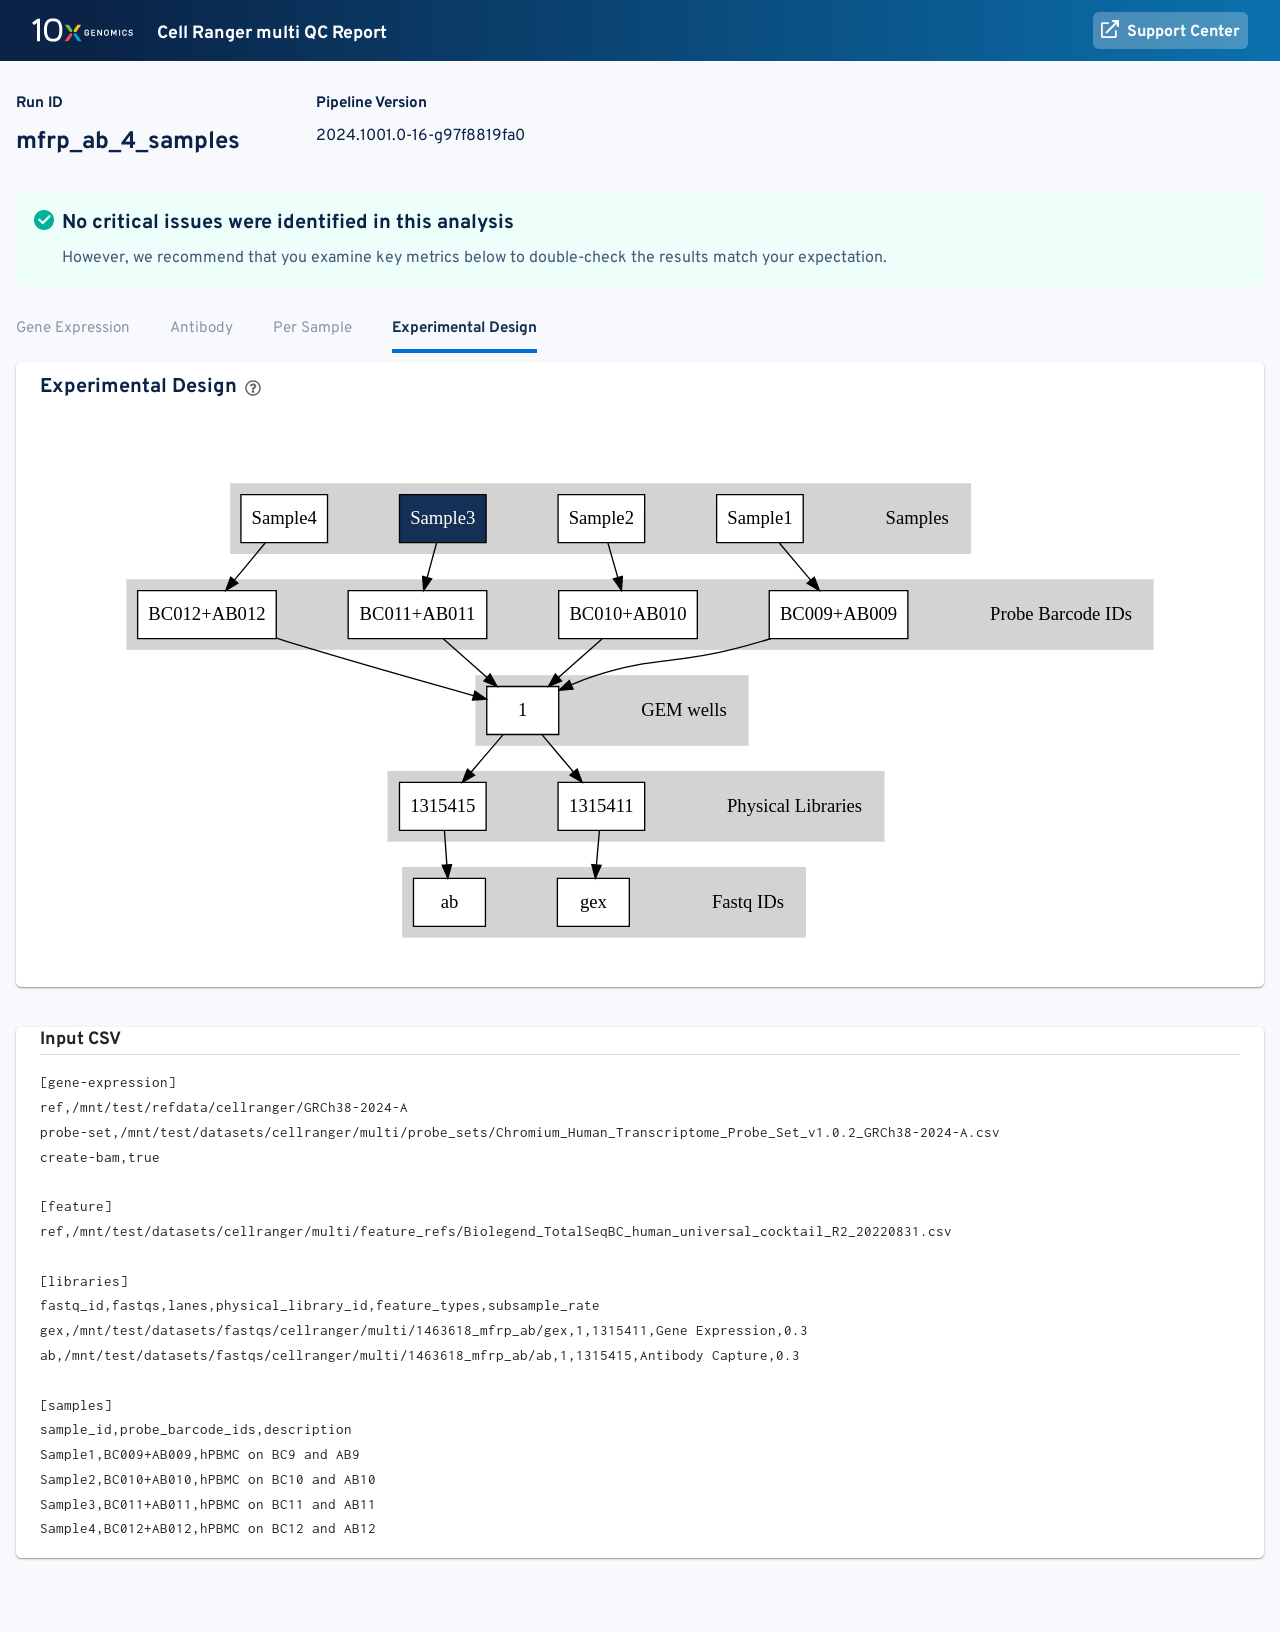 10X GENOMICS Cell Ranger multi QC Report Support Center
Run ID Pipeline Version
mfrp_ab_4_samples 2024.1001.0-16-g97f8819fa0
No critical issues were identified in this analysis
However, we recommend that you examine key metrics below to double-check the results match your expectation.
Gene Expression Antibody Per Sample Experimental Design
Experimental Design ?
Sample4 Sample3 Sample2 Sample1 Samples
BC012+AB012 BC011+AB011 BC010+AB010 BC009+AB009 Probe Barcode IDs
1 GEM wells
1315415 1315411 Physical Libraries
ab gex Fastq IDs
Input CSV
[gene-expression]
ref,/mnt/test/refdata/cellranger/GRCh38-2024-A
probe-set,/mnt/test/datasets/cellranger/multi/probe_sets/Chromium_Human_Transcriptome_Probe_Set_v1.0.2_GRCh38-2024-A.csv
create-bam,true
[feature]
ref,/mnt/test/datasets/cellranger/multi/feature_refs/Biolegend_TotalSeqBC_human_universal_cocktail_R2_20220831.csv
[libraries]
fastq_id,fastqs,lanes,physical_library_id,feature_types,subsample_rate
gex,/mnt/test/datasets/fastqs/cellranger/multi/1463618_mfrp_ab/gex,1,1315411,Gene Expression,0.3
ab,/mnt/test/datasets/fastqs/cellranger/multi/1463618_mfrp_ab/ab,1,1315415,Antibody Capture,0.3
[samples]
sample_id,probe_barcode_ids,description
Sample1,BC009+AB009,hPBMC on BC9 and AB9
Sample2,BC010+AB010,hPBMC on BC10 and AB10
Sample3,BC011+AB011,hPBMC on BC11 and AB11
Sample4,BC012+AB012,hPBMC on BC12 and AB12